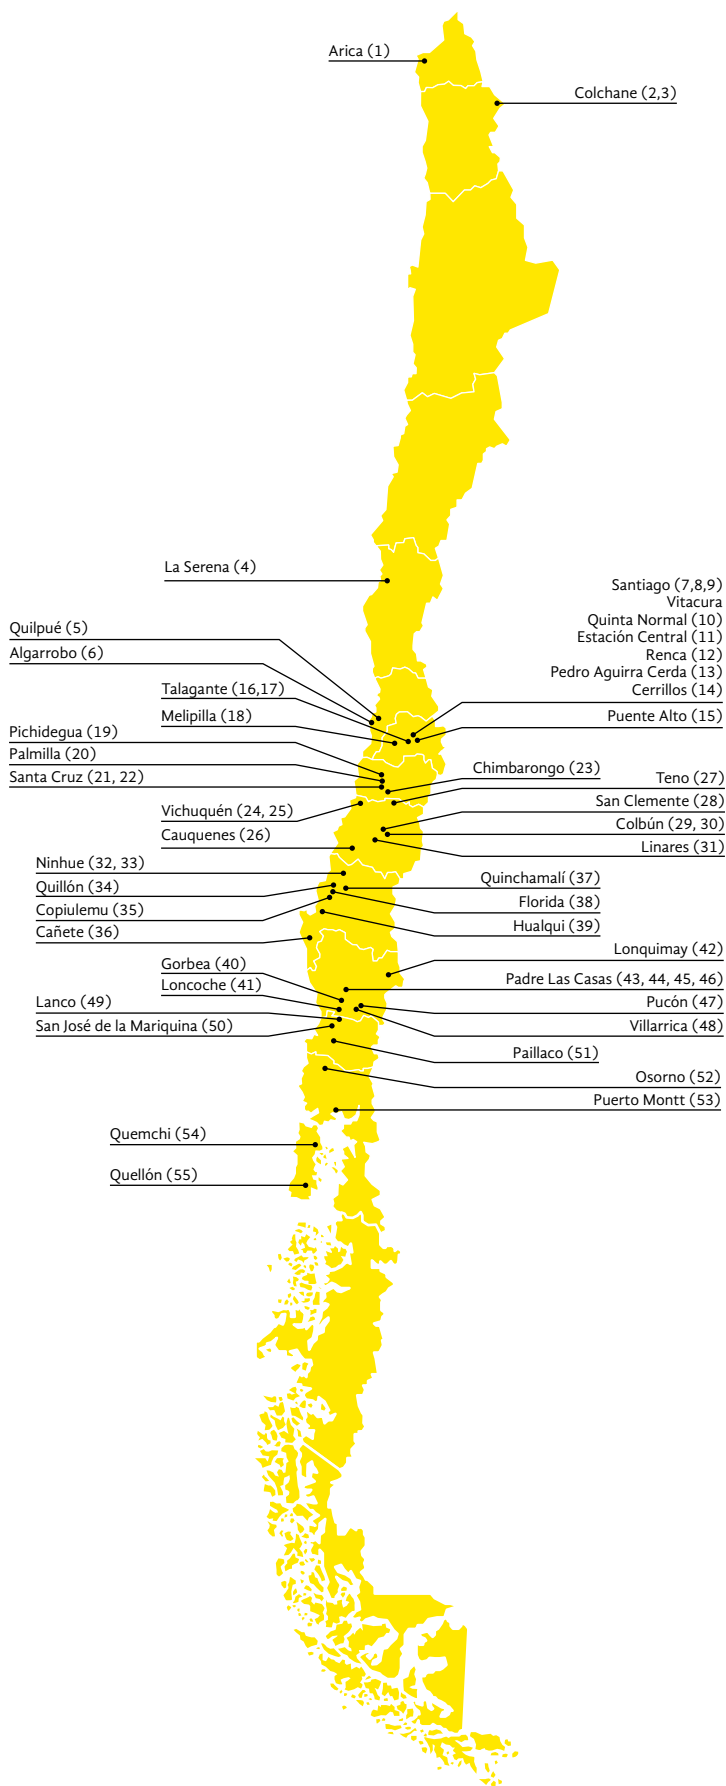 Arica (1)
Colchane (2,3)
La Serena (4)
Santiago (7,8,9)
Vitacura
Quinta Normal (10)
Estación Central (11)
Renca (12)
Pedro Aguirra Cerda (13)
Cerrillos (14)
Quilpué (5)
Algarrobo (6)
Talagante (16,17)
Melipilla (18)
Puente Alto (15)
Pichidegua (19)
Palmilla (20)
Santa Cruz (21, 22)
Chimbarongo (23)
Teno (27)
Vichuquén (24, 25)
San Clemente (28)
Colbún (29, 30)
Cauquenes (26)
Linares (31)
Ninhue (32, 33)
Quillón (34)
Quinchamalí (37)
Copiulemu (35)
Florida (38)
Cañete (36)
Hualqui (39)
Lonquimay (42)
Gorbea (40)
Loncoche (41)
Padre Las Casas (43, 44, 45, 46)
Lanco (49)
Pucón (47)
San José de la Mariquina (50)
Villarrica (48)
Paillaco (51)
Osorno (52)
Puerto Montt (53)
Quemchi (54)
Quellón (55)